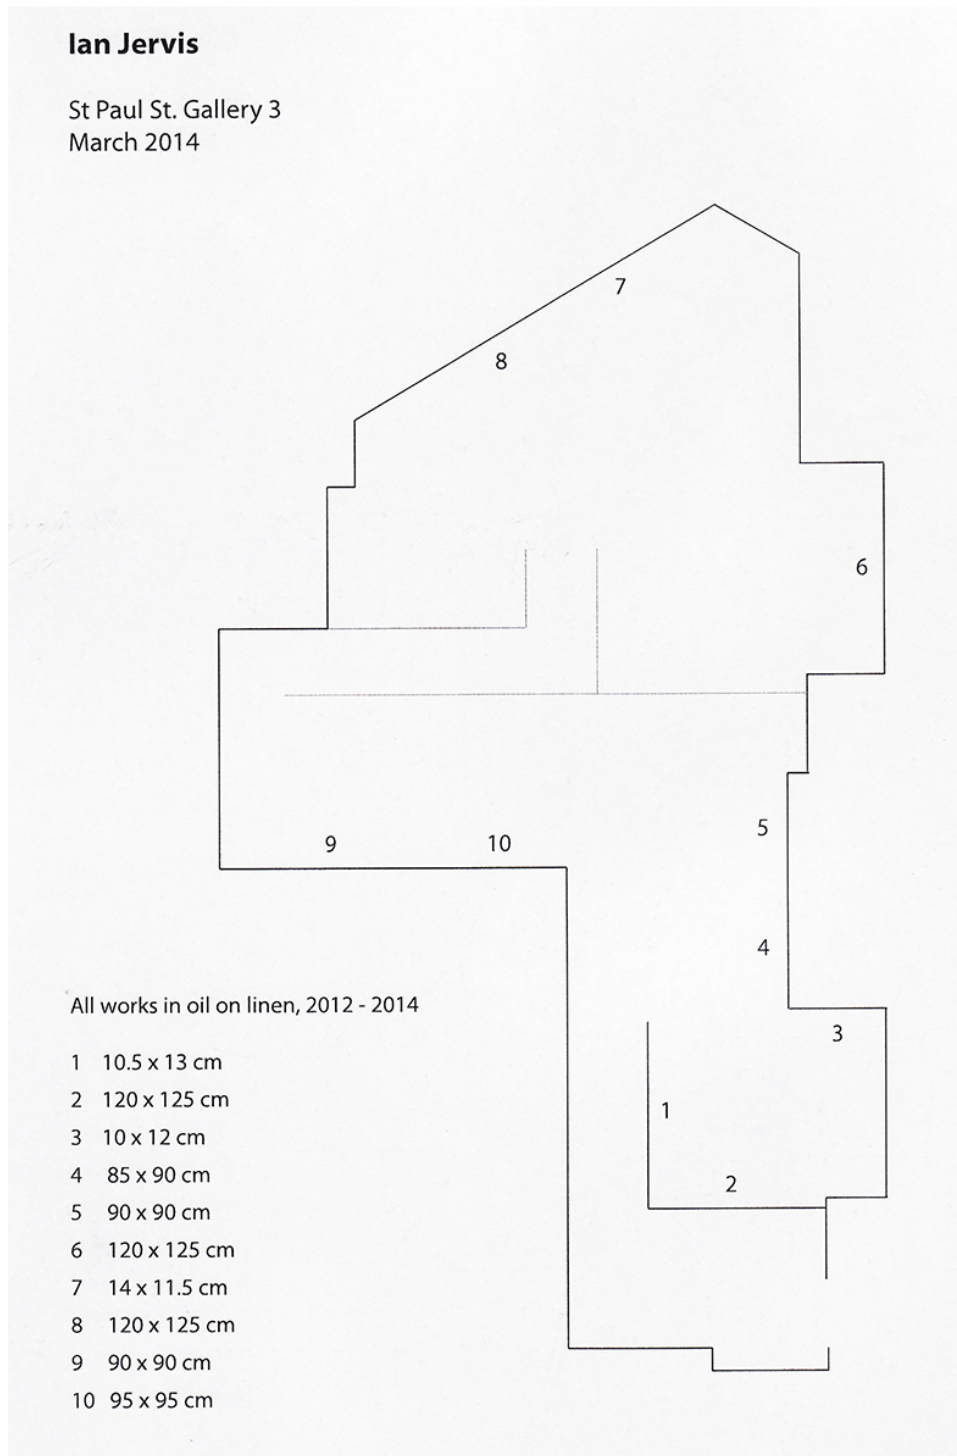 Ian Jervis
St Paul St. Gallery 3
March 2014
7
8
6
5
9
10
4
3
1
2
All works in oil on linen, 2012 - 2014
1 10.5 x 13 cm
2 120 x 125 cm
3 10 x 12 cm
4 85 x 90 cm
5 90 x 90 cm
6 120 x 125 cm
7 14 x 11.5 cm
8 120 x 125 cm
9 90 x 90 cm
10 95 x 95 cm